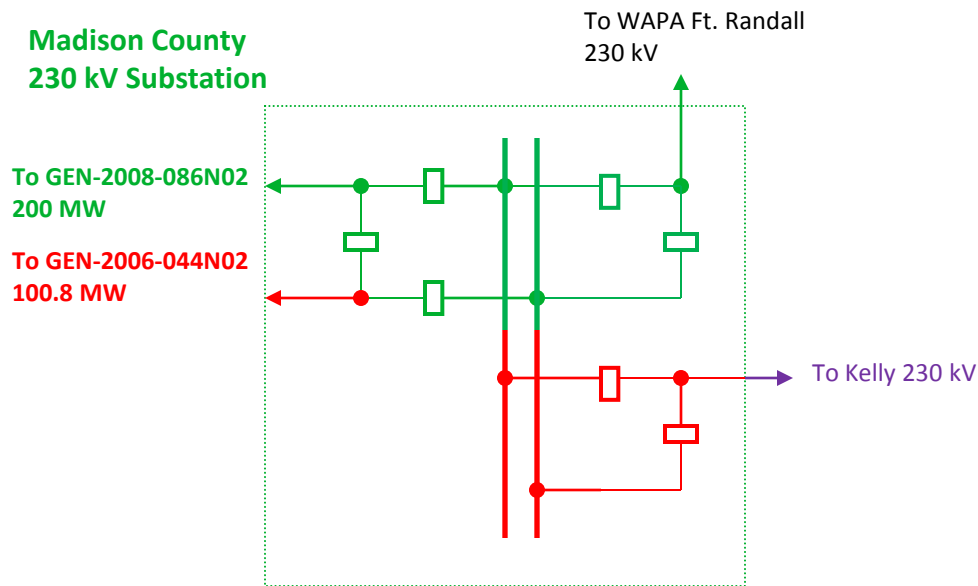 Madison County
230 kV Substation
To WAPA Ft. Randall
230 kV
To GEN-2008-086N02
200 MW
To GEN-2006-044N02
100.8 MW
To Kelly 230 kV